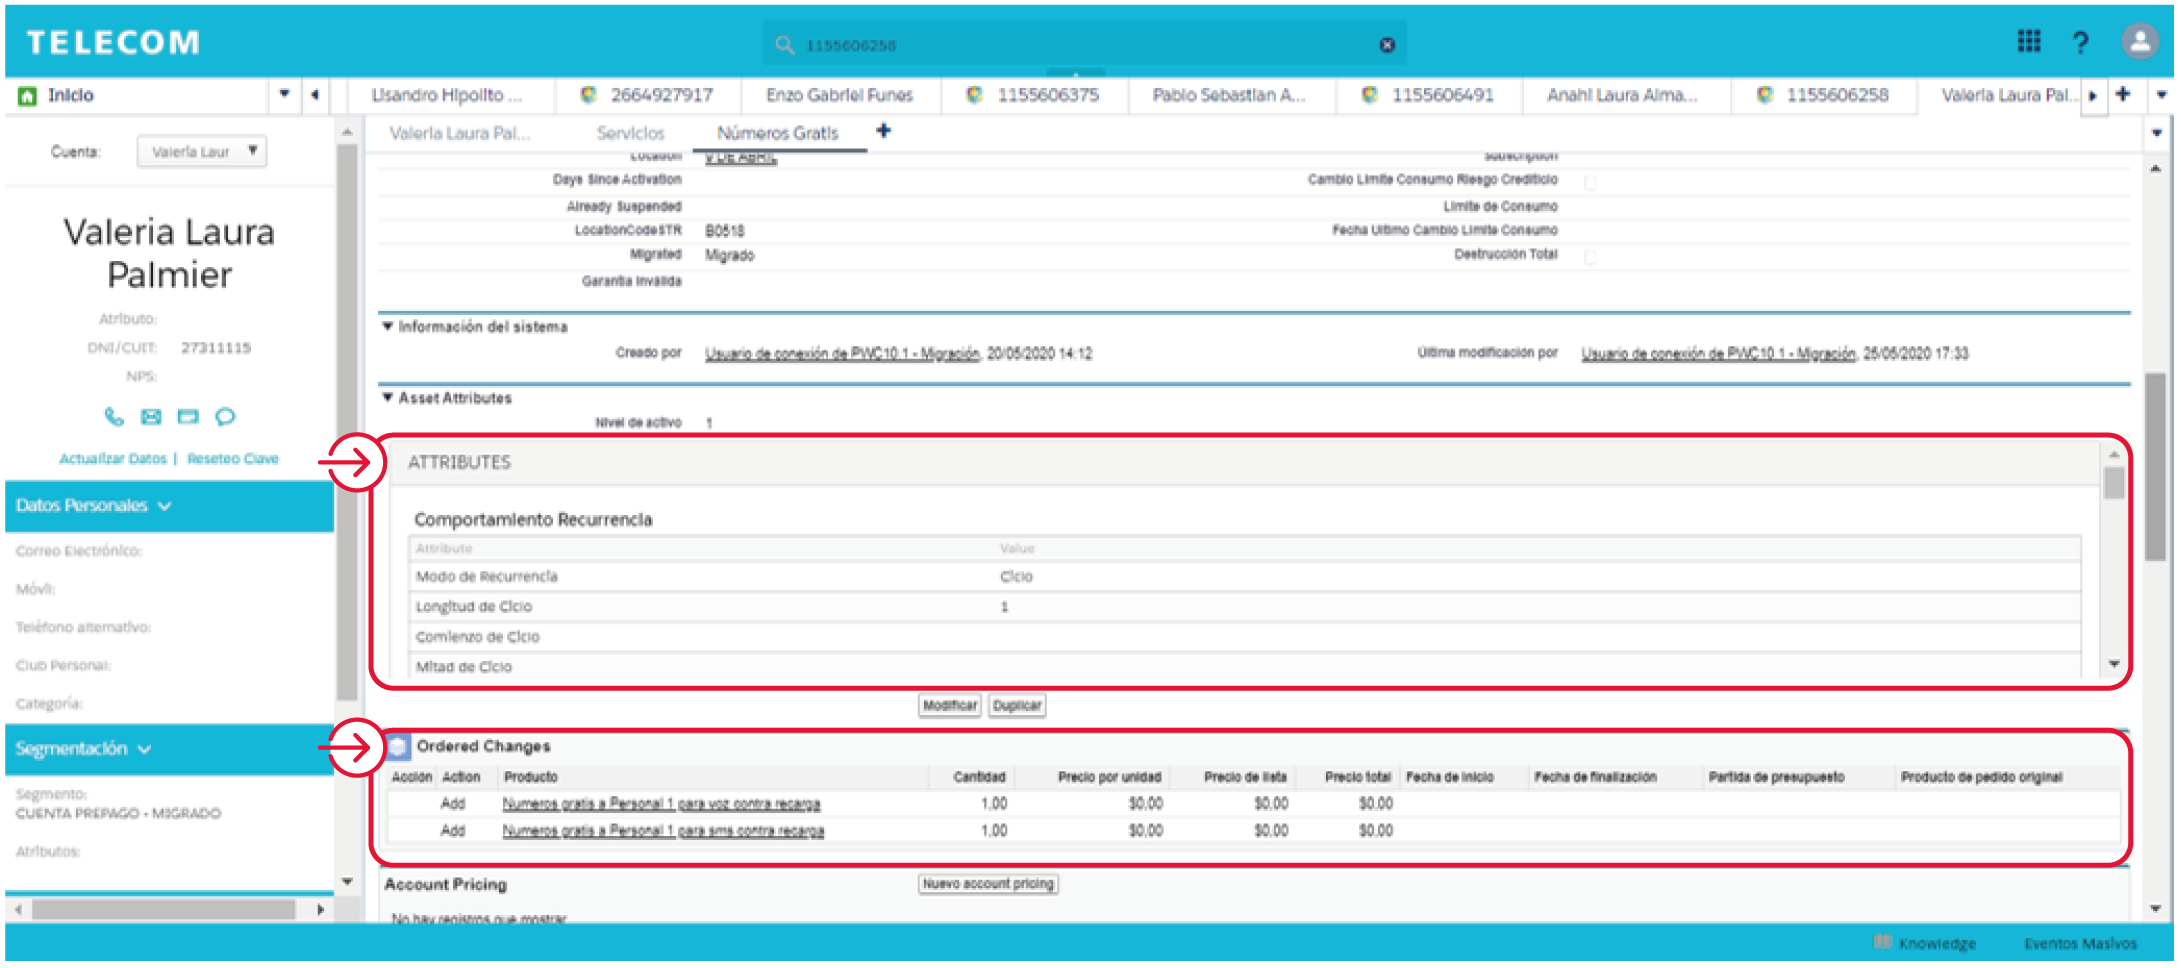 TELECOM
1155606258
?
Inicio
Lisandro Hipolito ...
2664927917
Enzo Gabriel Funes
1155606375
Pablo Sebastian A...
1155606491
Anahi Laura Alma...
1155606258
Valeria Laura Pal...
Cuenta:
Valeria Laur
Valeria Laura Pal...
Servicios
Números Gratis
Valeria Laura
Palmier
Atributo:
DNI/CUIT: 27311115
NPS:
Actualizar Datos | Reseteo Clave
Datos Personales
Correo Electrónico:
Móvil:
Teléfono alternativo:
Club Personal:
Categoría:
Segmentación
Segmento:
CUENTA PREPAGO - MIGRADO
Atributos:
Location DE ABRIL Subscription
Days Since Activation Cambio Limite Consumo Riesgo Crediticio
Already Suspended Limite de Consumo
LocationCodeSTR B0518 Fecha Ultimo Cambio Limite Consumo
Migrated Migrado Destrucción Total
Garantia Inválida
Información del sistema
Creado por Usuario de conexión de PWC10.1 - Migración, 20/05/2020 14:12 Última modificación por Usuario de conexión de PWC10.1 - Migración, 25/05/2020 17:33
Asset Attributes
Nivel de activo 1
ATTRIBUTES
Comportamiento Recurrencia
Attribute Value
Modo de Recurrencia Ciclo
Longitud de Ciclo 1
Comienzo de Ciclo
Mitad de Ciclo
Modificar Duplicar
Ordered Changes
Acción Action Producto Cantidad Precio por unidad Precio de lista Precio total Fecha de inicio Fecha de finalización Partida de presupuesto Producto de pedido original
Add Numeros gratis a Personal 1 para voz contra recarga 1,00 $0.00 $0.00 $0.00
Add Numeros gratis a Personal 1 para sms contra recarga 1,00 $0.00 $0.00 $0.00
Account Pricing Nuevo account pricing
No hay registros que mostrar
Knowledge Eventos Masivos